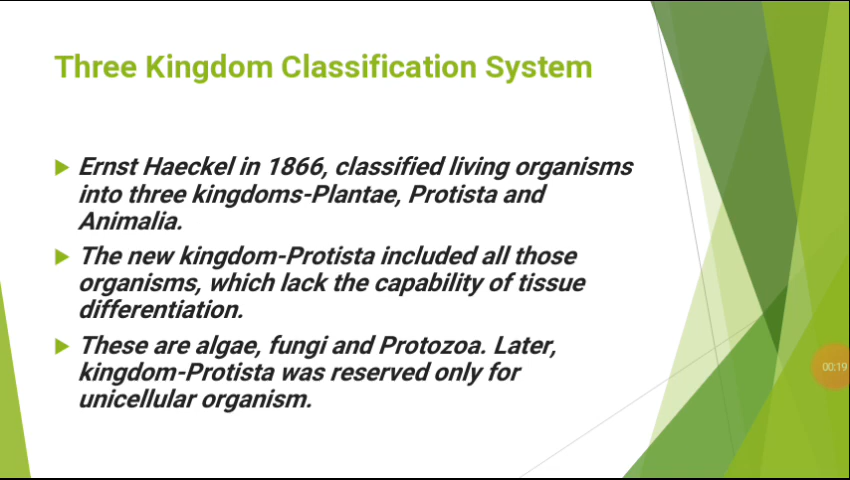 Three Kingdom Classification System
Ernst Haeckel in 1866, classified living organisms
into three kingdoms-Plantae, Protista and
Animalia.
The new kingdom-Protista included all those
organisms, which lack the capability of tissue
differentiation.
These are algae, fungi and Protozoa. Later,
kingdom-Protista was reserved only for
unicellular organism.
00:19